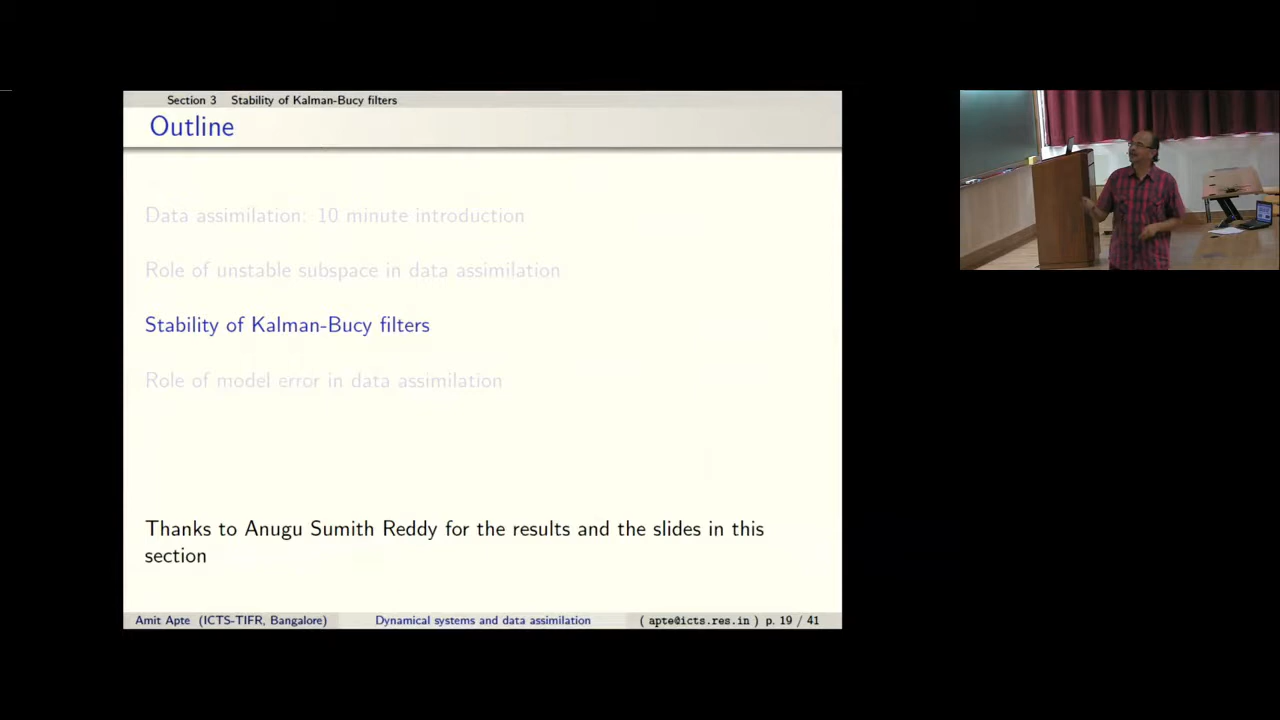 Section 3 Stability of Kalman-Bucy filters
Outline
Data assimilation: 10 minute introduction
Role of unstable subspace in data assimilation
Stability of Kalman-Bucy filters
Role of model error in data assimilation
Thanks to Anugu Sumith Reddy for the results and the slides in this
section
Amit Apte (ICTS-TIFR, Bangalore) Dynamical systems and data assimilation ( apte@icts.res.in ) p. 19 / 41